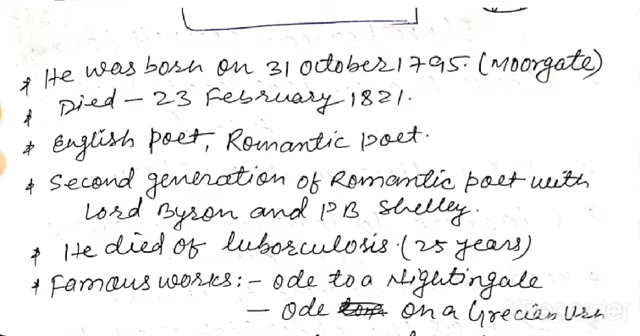 * He was born on 31 october 1795. (Moorgate)
* Died – 23 February 1821.
* English poet, Romantic poet.
* Second generation of Romantic poet with
Lord Byron and PB Shelley.
* He died of tuborculosis. (25 years)
* Famous works: – Ode to a Nightingale
– Ode on a Grecian Urn